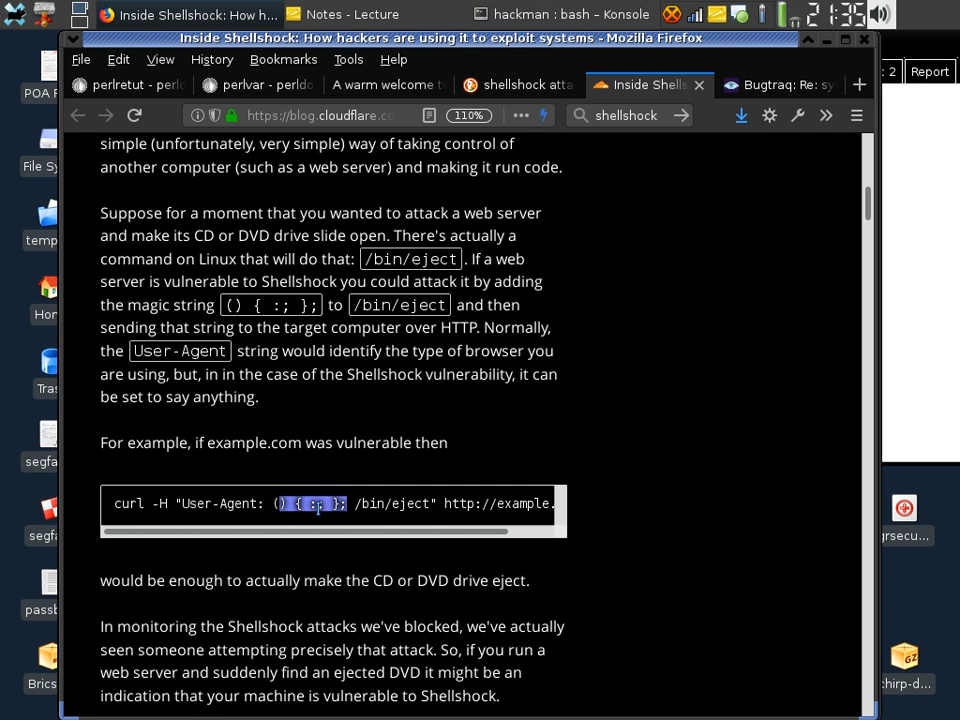 Inside Shellshock: How h...
Notes - Lecture
hackman : bash – Konsole
21:35
Inside Shellshock: How hackers are using it to exploit systems - Mozilla Firefox
File Edit View History Bookmarks Tools Help
perlretut - perl
perlvar - perldo
A warm welcome t
shellshock atta
Inside Shells
Bugtraq: Re: sy
https://blog.cloudflare.co
110%
shellshock
: 2
Report
simple (unfortunately, very simple) way of taking control of
another computer (such as a web server) and making it run code.
Suppose for a moment that you wanted to attack a web server
and make its CD or DVD drive slide open. There's actually a
command on Linux that will do that: /bin/eject. If a web
server is vulnerable to Shellshock you could attack it by adding
the magic string () { :; }; to /bin/eject and then
sending that string to the target computer over HTTP. Normally,
the User-Agent string would identify the type of browser you
are using, but, in in the case of the Shellshock vulnerability, it can
be set to say anything.
For example, if example.com was vulnerable then
curl -H "User-Agent: () { :; }; /bin/eject" http://example.
would be enough to actually make the CD or DVD drive eject.
In monitoring the Shellshock attacks we've blocked, we've actually
seen someone attempting precisely that attack. So, if you run a
web server and suddenly find an ejected DVD it might be an
indication that your machine is vulnerable to Shellshock.
POA F
File Sy
temp
Hor
Tras
segfa
segfa
passb
Brics
grsecu...
chirp-d...